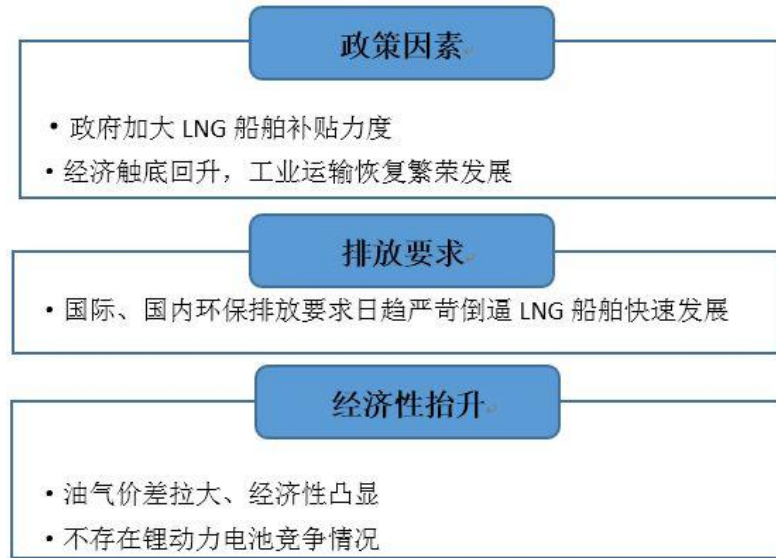 政策因素
• 政府加大 LNG 船舶补贴力度
• 经济触底回升，工业运输恢复繁荣发展
排放要求
• 国际、国内环保排放要求日趋严苛倒逼 LNG 船舶快速发展
经济性抬升
• 油气价差拉大、经济性凸显
• 不存在锂动力电池竞争情况